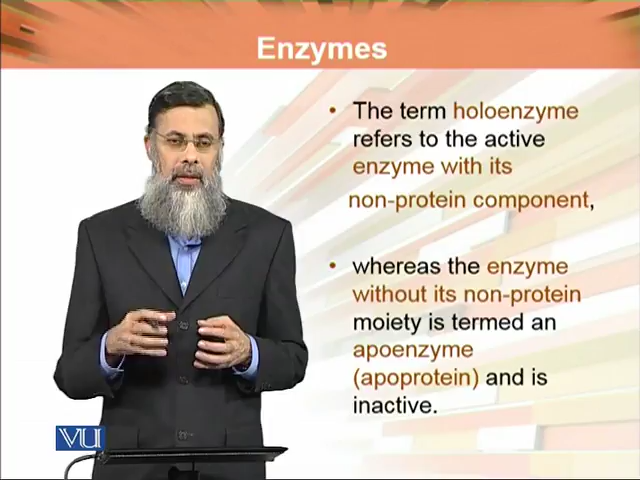 Enzymes
• The term holoenzyme
refers to the active
enzyme with its
non-protein component,
• whereas the enzyme
without its non-protein
moiety is termed an
apoenzyme
(apoprotein) and is
inactive.
VU